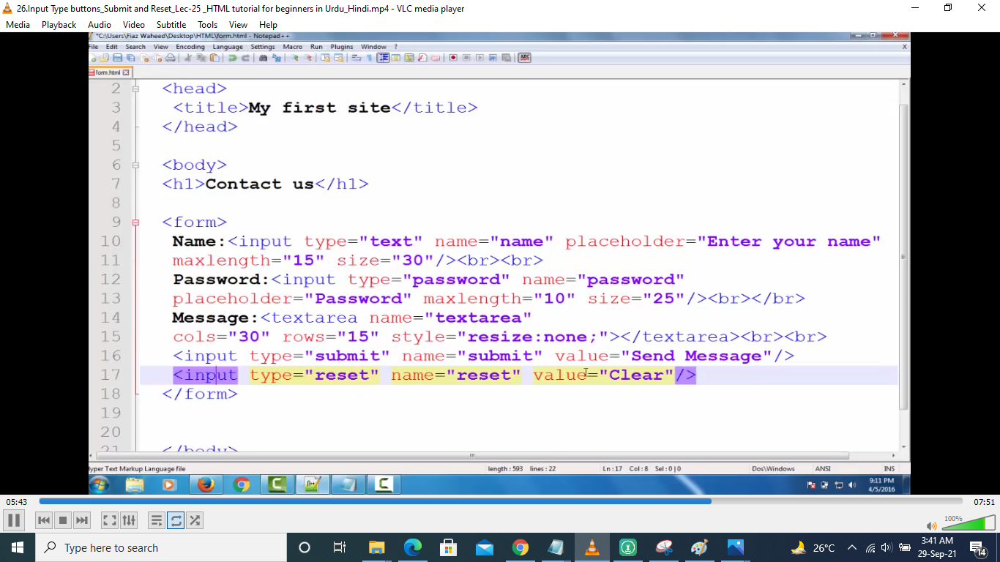 26.Input Type buttons_Submit and Reset_Lec-25 _HTML tutorial for beginners in Urdu_Hindi.mp4 - VLC media player
Media Playback Audio Video Subtitle Tools View Help
*C:\Users\Fiaz Waheed\Desktop\HTML\form.html - Notepad++
File Edit Search View Encoding Language Settings Macro Run Plugins Window ? X
form.html
2 <head>
3 <title>My first site</title>
4 </head>
5
6 <body>
7 <h1>Contact us</h1>
8
9 <form>
10 Name:<input type="text" name="name" placeholder="Enter your name"
11 maxlength="15" size="30"/><br><br>
12 Password:<input type="password" name="password"
13 placeholder="Password" maxlength="10" size="25"/><br></br>
14 Message:<textarea name="textarea"
15 cols="30" rows="15" style="resize:none;"></textarea><br><br>
16 <input type="submit" name="submit" value="Send Message"/>
17 <input type="reset" name="reset" value="Clear"/>
18 </form>
19
20
21 </body>
yper Text Markup Language file length : 593 lines : 22 Ln : 17 Col : 8 Sel : 0 | 0 Dos\Windows ANSI INS
9:11 PM
4/5/2016
05:43 07:51
100%
Type here to search 26°C 3:41 AM
29-Sep-21
14